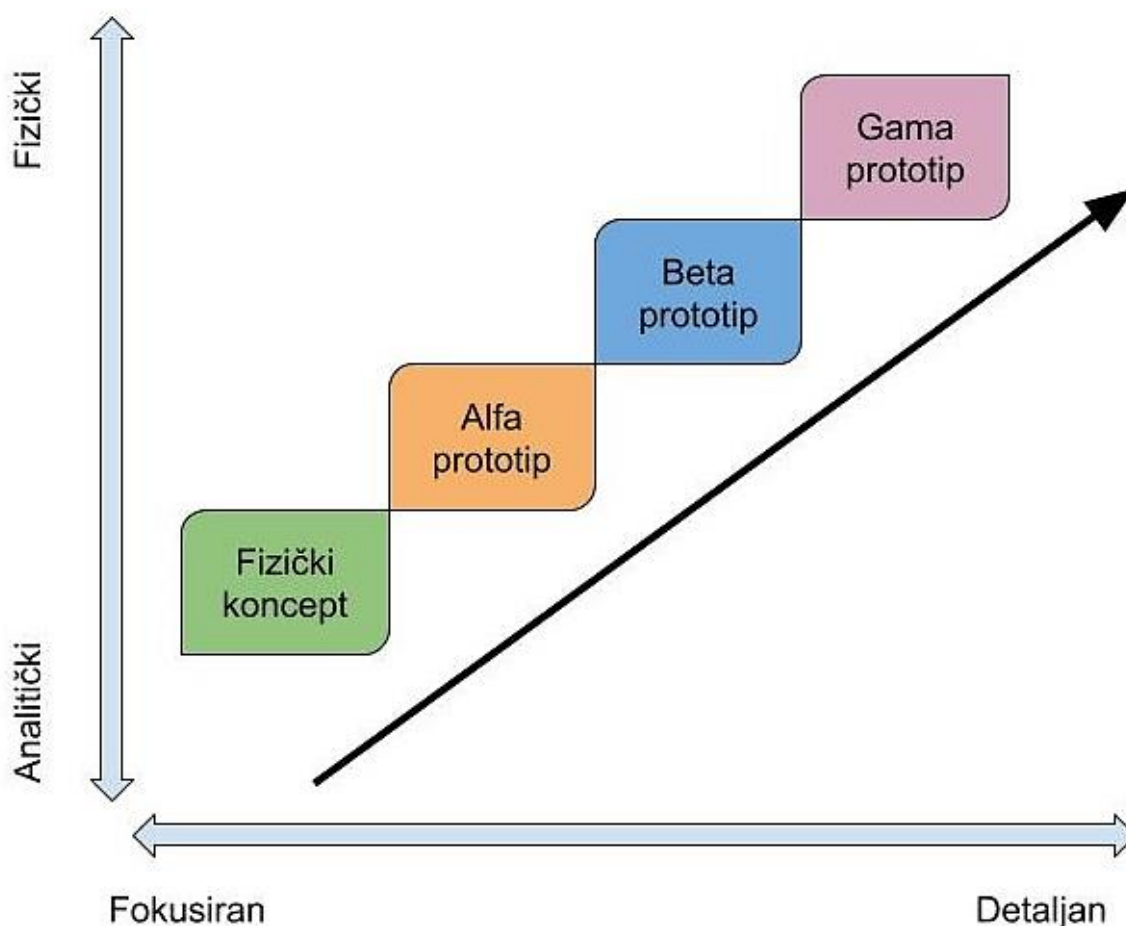 Fizički
Analitički
Gama
prototip
Beta
prototip
Alfa
prototip
Fizički
koncept
Fokusiran
Detaljan